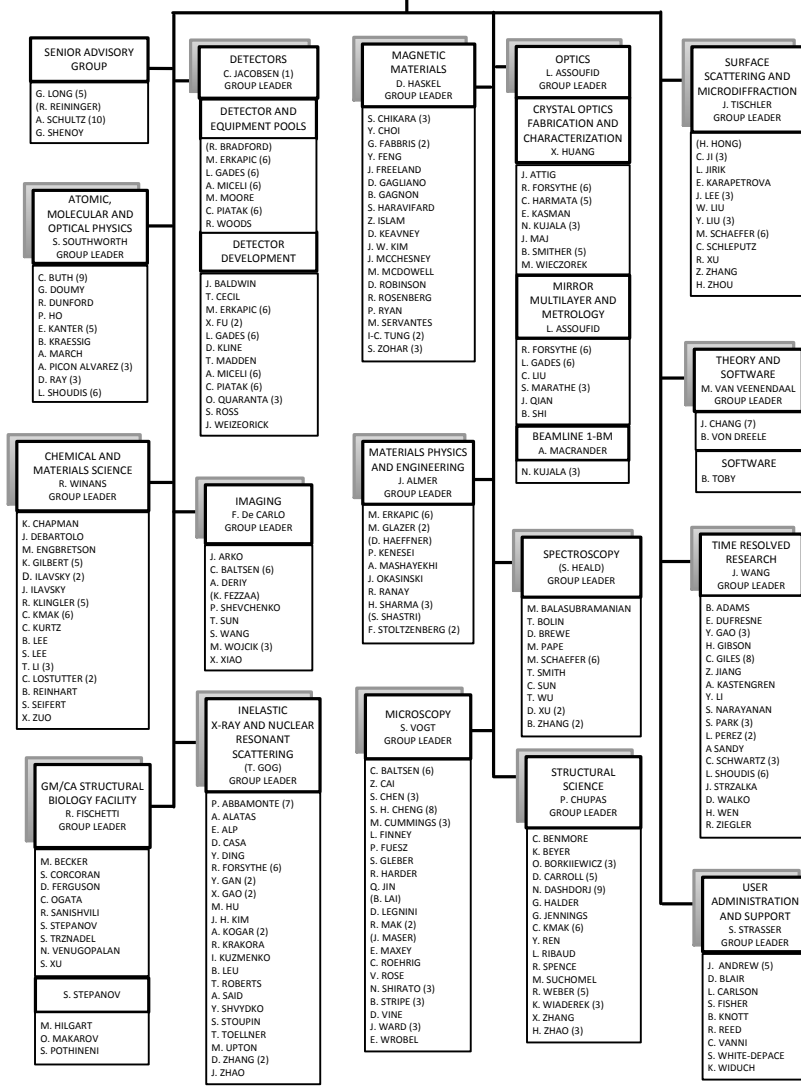 SENIOR ADVISORY
GROUP
G. LONG (5)
(R. REININGER)
A. SCHULTZ (10)
G. SHENOY
ATOMIC,
MOLECULAR AND
OPTICAL PHYSICS
S. SOUTHWORTH
GROUP LEADER
C. BUTH (9)
G. DOUMY
R. DUNFORD
P. HO
E. KANTER (5)
B. KRAESSIG
A. MARCH
A. PICON ALVAREZ (3)
D. RAY (3)
L. SHOUDIS (6)
CHEMICAL AND
MATERIALS SCIENCE
R. WINANS
GROUP LEADER
K. CHAPMAN
J. DEBARTOLO
M. ENGBRETSON
K. GILBERT (5)
D. ILAVSKY (2)
J. ILAVSKY
R. KLINGLER (5)
C. KMAK (6)
C. KURTZ
B. LEE
S. LEE
T. LI (3)
C. LOSTUTTER (2)
B. REINHART
S. SEIFERT
X. ZUO
GM/CA STRUCTURAL
BIOLOGY FACILITY
R. FISCHETTI
GROUP LEADER
M. BECKER
S. CORCORAN
D. FERGUSON
C. OGATA
R. SANISHVILI
S. STEPANOV
S. TRZNADEL
N. VENUGOPALAN
S. XU
S. STEPANOV
M. HILGART
O. MAKAROV
S. POTHINENI
DETECTORS
C. JACOBSEN (1)
GROUP LEADER
DETECTOR AND
EQUIPMENT POOLS
(R. BRADFORD)
M. ERKAPIC (6)
L. GADES (6)
A. MICELI (6)
M. MOORE
C. PIATAK (6)
R. WOODS
DETECTOR
DEVELOPMENT
J. BALDWIN
T. CECIL
M. ERKAPIC (6)
X. FU (2)
L. GADES (6)
D. KLINE
T. MADDEN
A. MICELI (6)
C. PIATAK (6)
O. QUARANTA (3)
S. ROSS
J. WEIZEORICK
IMAGING
F. De CARLO
GROUP LEADER
J. ARKO
C. BALTSEN (6)
A. DERIY
(K. FEZZAA)
P. SHEVCHENKO
T. SUN
S. WANG
M. WOJCIK (3)
X. XIAO
INELASTIC
X-RAY AND NUCLEAR
RESONANT
SCATTERING
(T. GOG)
GROUP LEADER
P. ABBAMONTE (7)
A. ALATAS
E. ALP
D. CASA
Y. DING
R. FORSYTHE (6)
Y. GAN (2)
X. GAO (2)
M. HU
J. H. KIM
A. KOGAR (2)
R. KRAKORA
I. KUZMENKO
B. LEU
T. ROBERTS
A. SAID
Y. SHVYDKO
S. STOUPIN
T. TOELLNER
M. UPTON
D. ZHANG (2)
J. ZHAO
MAGNETIC
MATERIALS
D. HASKEL
GROUP LEADER
S. CHIKARA (3)
Y. CHOI
G. FABBRIS (2)
Y. FENG
J. FREELAND
D. GAGLIANO
B. GAGNON
S. HARAVIFARD
Z. ISLAM
D. KEAVNEY
J. W. KIM
J. MCCHESNEY
M. MCDOWELL
D. ROBINSON
R. ROSENBERG
P. RYAN
M. SERVANTES
I-C. TUNG (2)
S. ZOHAR (3)
MATERIALS PHYSICS
AND ENGINEERING
J. ALMER
GROUP LEADER
M. ERKAPIC (6)
M. GLAZER (2)
(D. HAEFFNER)
P. KENESEI
A. MASHAYEKHI
J. OKASINSKI
R. RANAY
H. SHARMA (3)
(S. SHASTRI)
F. STOLTZENBERG (2)
MICROSCOPY
S. VOGT
GROUP LEADER
C. BALTSEN (6)
Z. CAI
S. CHEN (3)
S. H. CHENG (8)
M. CUMMINGS (3)
L. FINNEY
P. FUESZ
S. GLEBER
R. HARDER
Q. JIN
(B. LAI)
D. LEGNINI
R. MAK (2)
(J. MASER)
E. MAXEY
C. ROEHRIG
V. ROSE
N. SHIRATO (3)
B. STRIPE (3)
D. VINE
J. WARD (3)
E. WROBEL
OPTICS
L. ASSOUFID
GROUP LEADER
CRYSTAL OPTICS
FABRICATION AND
CHARACTERIZATION
X. HUANG
J. ATTIG
R. FORSYTHE (6)
C. HARMATA (5)
E. KASMAN
N. KUJALA (3)
J. MAJ
B. SMITHER (5)
M. WIECZOREK
MIRROR
MULTILAYER AND
METROLOGY
L. ASSOUFID
R. FORSYTHE (6)
L. GADES (6)
C. LIU
S. MARATHE (3)
J. QIAN
B. SHI
BEAMLINE 1-BM
A. MACRANDER
N. KUJALA (3)
SPECTROSCOPY
(S. HEALD)
GROUP LEADER
M. BALASUBRAMANIAN
T. BOLIN
D. BREWE
M. PAPE
M. SCHAEFER (6)
T. SMITH
C. SUN
T. WU
D. XU (2)
B. ZHANG (2)
STRUCTURAL
SCIENCE
P. CHUPAS
GROUP LEADER
C. BENMORE
K. BEYER
O. BORKIIEWICZ (3)
D. CARROLL (5)
N. DASHDORJ (9)
G. HALDER
G. JENNINGS
C. KMAK (6)
Y. REN
L. RIBAUD
R. SPENCE
M. SUCHOMEL
R. WEBER (5)
K. WIADEREK (3)
X. ZHANG
H. ZHAO (3)
SURFACE
SCATTERING AND
MICRODIFFRACTION
J. TISCHLER
GROUP LEADER
(H. HONG)
C. JI (3)
L. JIRIK
E. KARAPETROVA
J. LEE (3)
W. LIU
Y. LIU (3)
M. SCHAEFER (6)
C. SCHLEPUTZ
R. XU
Z. ZHANG
H. ZHOU
THEORY AND
SOFTWARE
M. VAN VEENENDAAL
GROUP LEADER
J. CHANG (7)
B. VON DREELE
SOFTWARE
B. TOBY
TIME RESOLVED
RESEARCH
J. WANG
GROUP LEADER
B. ADAMS
E. DUFRESNE
Y. GAO (3)
H. GIBSON
C. GILES (8)
Z. JIANG
A. KASTENGREN
Y. LI
S. NARAYANAN
S. PARK (3)
L. PEREZ (2)
A SANDY
C. SCHWARTZ (3)
L. SHOUDIS (6)
J. STRZALKA
D. WALKO
H. WEN
R. ZIEGLER
USER
ADMINISTRATION
AND SUPPORT
S. STRASSER
GROUP LEADER
J. ANDREW (5)
D. BLAIR
L. CARLSON
S. FISHER
B. KNOTT
R. REED
C. VANNI
S. WHITE-DEPACE
K. WIDUCH